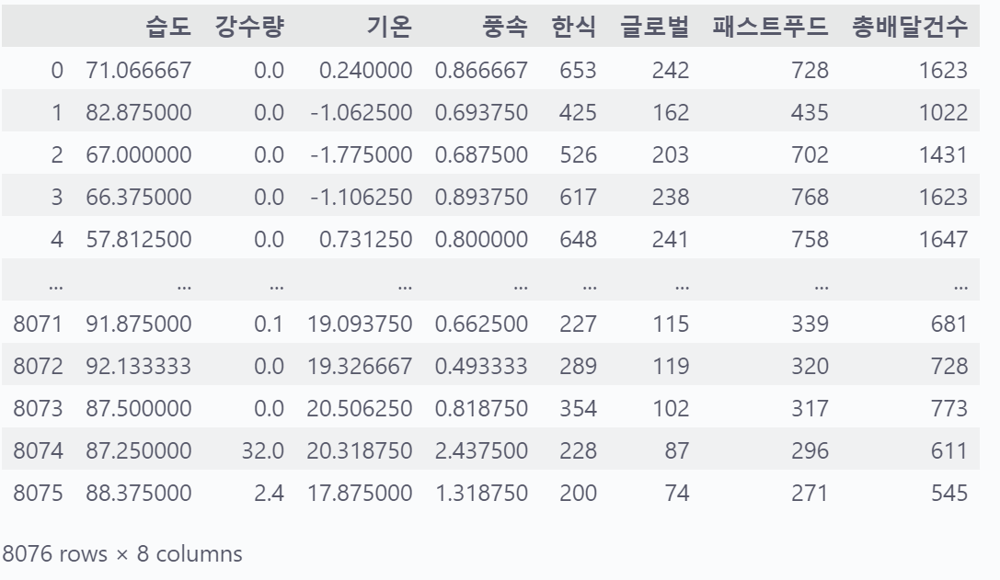 습도 강수량 기온 풍속 한식 글로벌 패스트푸드 총배달건수
0 71.066667 0.0 0.240000 0.866667 653 242 728 1623
1 82.875000 0.0 -1.062500 0.693750 425 162 435 1022
2 67.000000 0.0 -1.775000 0.687500 526 203 702 1431
3 66.375000 0.0 -1.106250 0.893750 617 238 768 1623
4 57.812500 0.0 0.731250 0.800000 648 241 758 1647
... ... ... ... ... ... ... ... ...
8071 91.875000 0.1 19.093750 0.662500 227 115 339 681
8072 92.133333 0.0 19.326667 0.493333 289 119 320 728
8073 87.500000 0.0 20.506250 0.818750 354 102 317 773
8074 87.250000 32.0 20.318750 2.437500 228 87 296 611
8075 88.375000 2.4 17.875000 1.318750 200 74 271 545
8076 rows × 8 columns